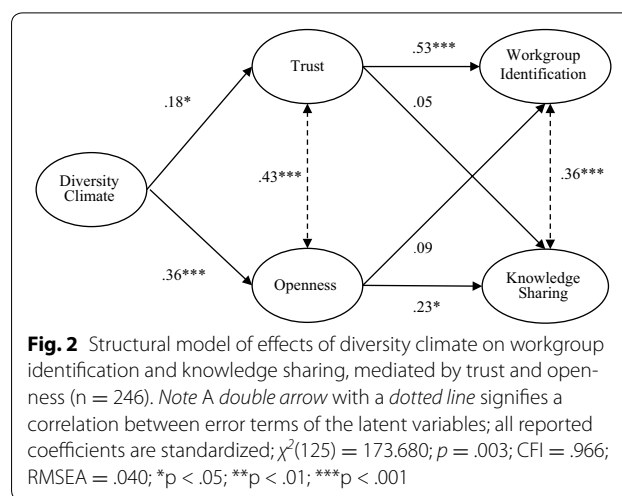 Trust
.53***
Workgroup
Identification
.18*
.05
Diversity
Climate
.43***
.36***
.36***
.09
Openness
.23*
Knowledge
Sharing
Fig. 2 Structural model of effects of diversity climate on workgroup
identification and knowledge sharing, mediated by trust and open-
ness (n = 246). Note A double arrow with a dotted line signifies a
correlation between error terms of the latent variables; all reported
coefficients are standardized; χ²(125) = 173.680; p = .003; CFI = .966;
RMSEA = .040; *p < .05; **p < .01; ***p < .001